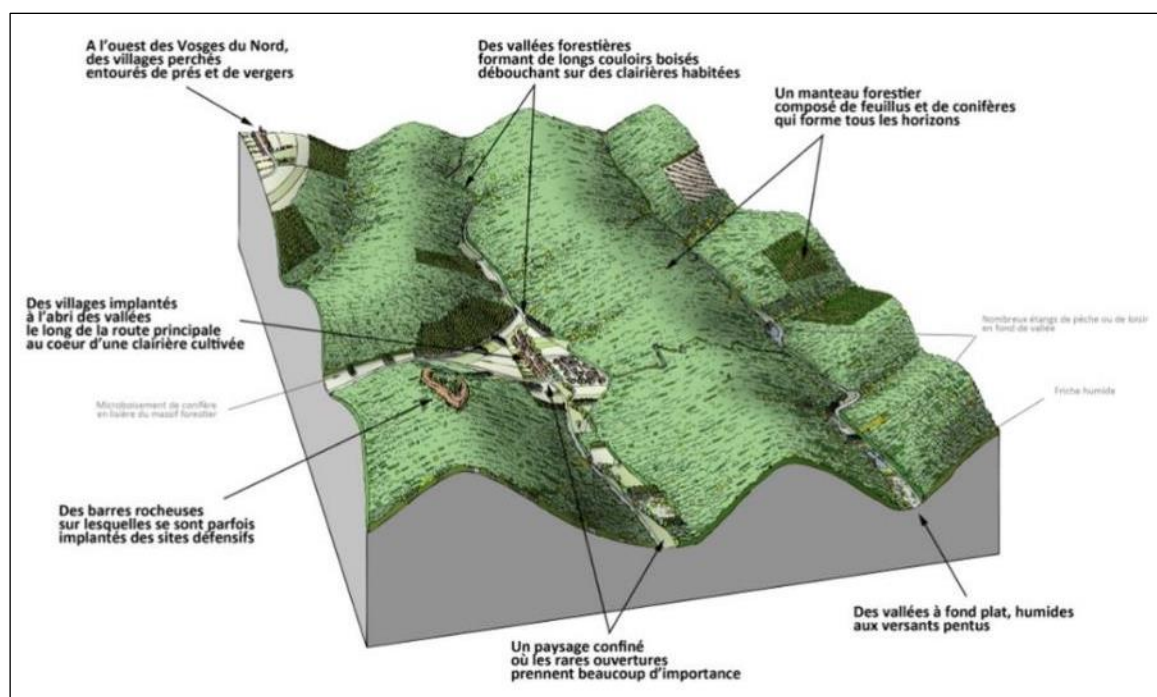 A l'ouest des Vosges du Nord,
des villages perchés
entourés de prés et de vergers
Des vallées forestières
formant de longs couloirs boisés
débouchant sur des clairières habitées
Un manteau forestier
composé de feuillus et de conifères
qui forme tous les horizons
Des villages implantés
à l'abri des vallées
le long de la route principale
au coeur d'une clairière cultivée
Nombreux étangs de pêche ou de loisir
en fond de vallée
Microboisement de conifère
en lisière du massif forestier
Friche humide
Des barres rocheuses
sur lesquelles se sont parfois
implantés des sites défensifs
Des vallées à fond plat, humides
aux versants pentus
Un paysage confiné
où les rares ouvertures
prennent beaucoup d'importance